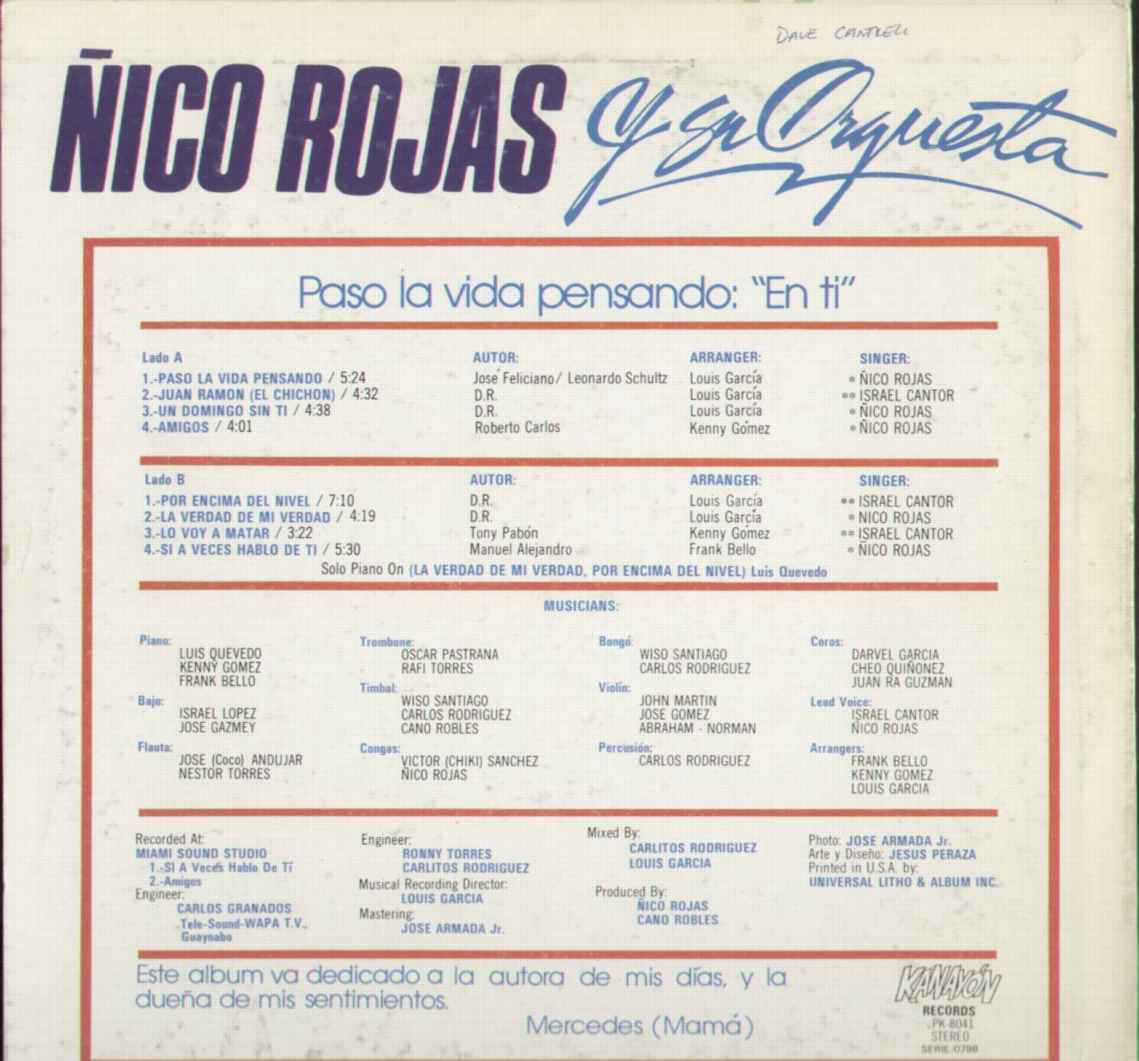 DAVE CANTRELL
ÑICO ROJAS y su Orquesta
Paso la vida pensando: "En ti"
Lado A AUTOR: ARRANGER: SINGER:
1.-PASO LA VIDA PENSANDO / 5:24 José Feliciano/ Leonardo Schultz Louis García * ÑICO ROJAS
2.-JUAN RAMON (EL CHICHON) / 4:32 D.R. Louis García ** ISRAEL CANTOR
3.-UN DOMINGO SIN TI / 4:38 D.R. Louis García * ÑICO ROJAS
4.-AMIGOS / 4:01 Roberto Carlos Kenny Gómez * ÑICO ROJAS
Lado B AUTOR: ARRANGER: SINGER:
1.-POR ENCIMA DEL NIVEL / 7:10 D.R. Louis García ** ISRAEL CANTOR
2.-LA VERDAD DE MI VERDAD / 4:19 D.R. Louis García * NICO ROJAS
3.-LO VOY A MATAR / 3:22 Tony Pabón Kenny Gómez ** ISRAEL CANTOR
4.-SI A VECES HABLO DE TI / 5:30 Manuel Alejandro Frank Bello * ÑICO ROJAS
Solo Piano On (LA VERDAD DE MI VERDAD, POR ENCIMA DEL NIVEL) Luis Quevedo
MUSICIANS:
Piano:
LUIS QUEVEDO
KENNY GOMEZ
FRANK BELLO
Bajo:
ISRAEL LOPEZ
JOSE GAZMEY
Flauta:
JOSE (Coco) ANDUJAR
NESTOR TORRES
Trombone:
OSCAR PASTRANA
RAFI TORRES
Timbal:
WISO SANTIAGO
CARLOS RODRIGUEZ
CANO ROBLES
Congas:
VICTOR (CHIKI) SANCHEZ
ÑICO ROJAS
Bongó:
WISO SANTIAGO
CARLOS RODRIGUEZ
Violín:
JOHN MARTIN
JOSE GOMEZ
ABRAHAM - NORMAN
Percusión:
CARLOS RODRIGUEZ
Coros:
DARVEL GARCIA
CHEO QUIÑONEZ
JUAN RA GUZMAN
Lead Voice:
ISRAEL CANTOR
ÑICO ROJAS
Arrangers:
FRANK BELLO
KENNY GOMEZ
LOUIS GARCIA
Recorded At:
MIAMI SOUND STUDIO
1.-SI A Veces Hablo De Tí
2.-Amigos
Engineer:
CARLOS GRANADOS
Tele-Sound-WAPA T.V.,
Guaynabo
Engineer:
RONNY TORRES
CARLITOS RODRIGUEZ
Musical Recording Director:
LOUIS GARCIA
Mastering:
JOSE ARMADA Jr.
Mixed By:
CARLITOS RODRIGUEZ
LOUIS GARCIA
Produced By:
ÑICO ROJAS
CANO ROBLES
Photo: JOSE ARMADA Jr.
Arte y Diseño: JESUS PERAZA
Printed in U.S.A. by:
UNIVERSAL LITHO & ALBUM INC.
Este album va dedicado a la autora de mis días, y la
dueña de mis sentimientos.
Mercedes (Mamá)
KANAYÓN
RECORDS
PK-8041
STEREO
SERIE-0798